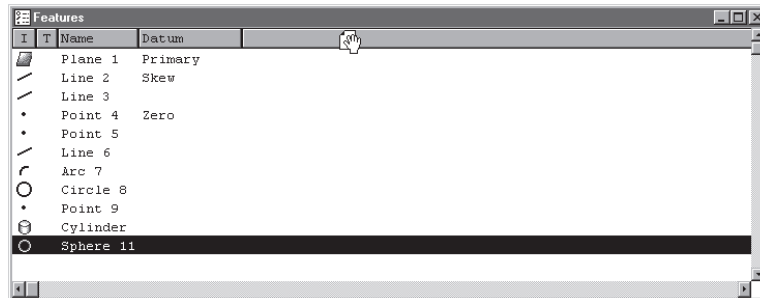 Features
I T Name Datum
Plane 1 Primary
Line 2 Skew
Line 3
Point 4 Zero
Point 5
Line 6
Arc 7
Circle 8
Point 9
Cylinder
Sphere 11